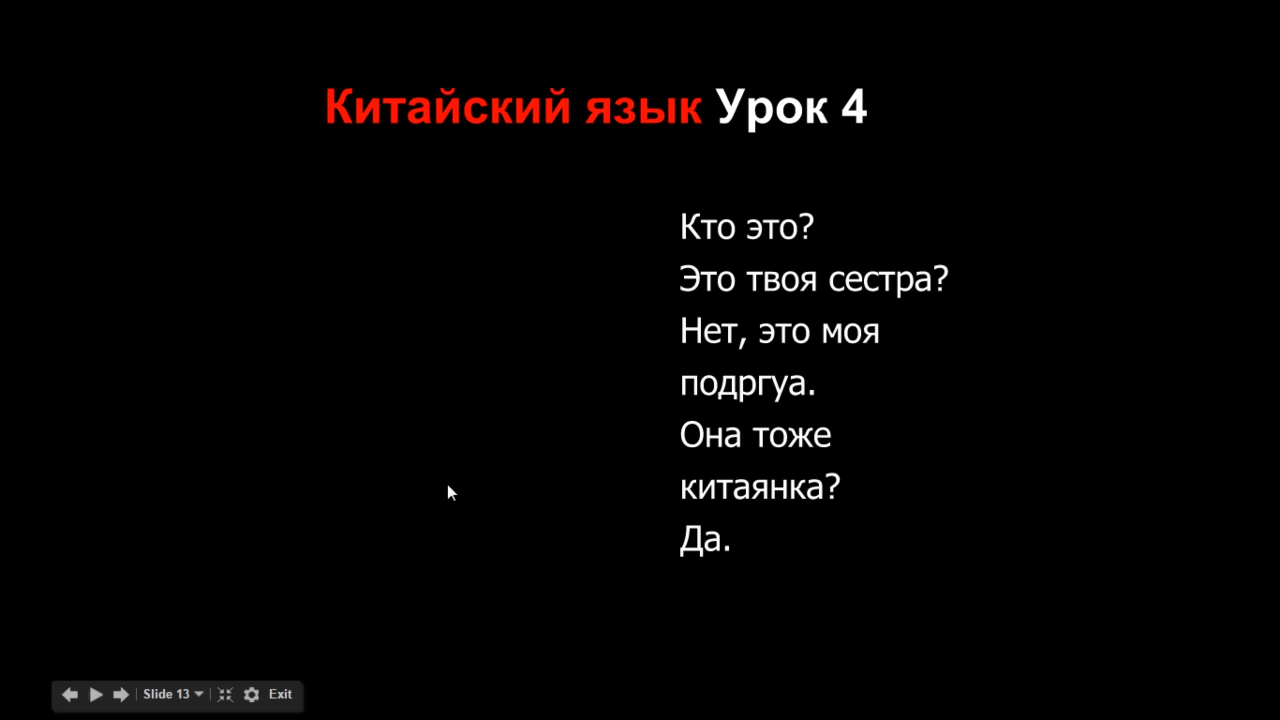 Китайский язык Урок 4
Кто это?
Это твоя сестра?
Нет, это моя
подргуа.
Она тоже
китаянка?
Да.
Slide 13
Exit